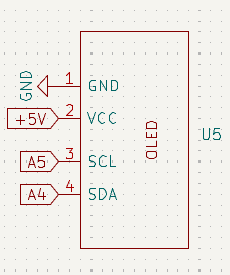 GND 1 GND
+5V 2 VCC
A5 3 SCL
A4 4 SDA
OLED
U5